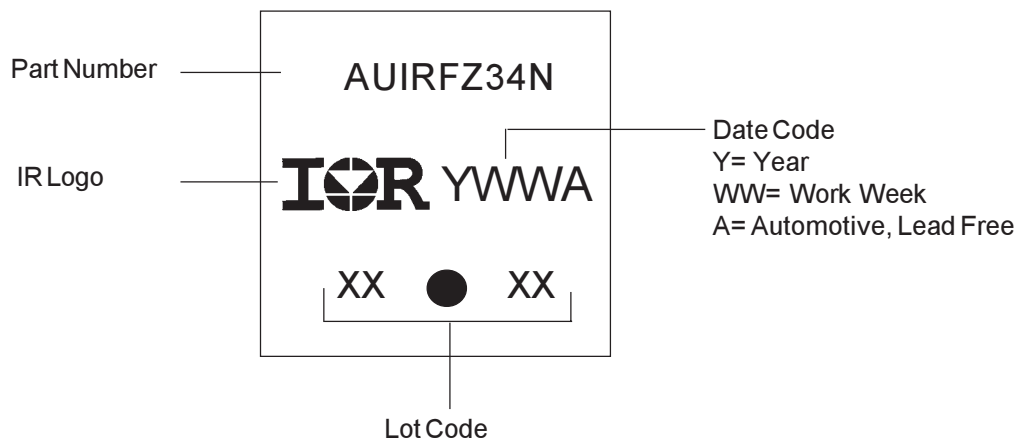 Part Number
AUIRFZ34N
Date Code
Y= Year
WW= Work Week
A= Automotive, Lead Free
IR Logo
IOR YWWA
XX XX
Lot Code